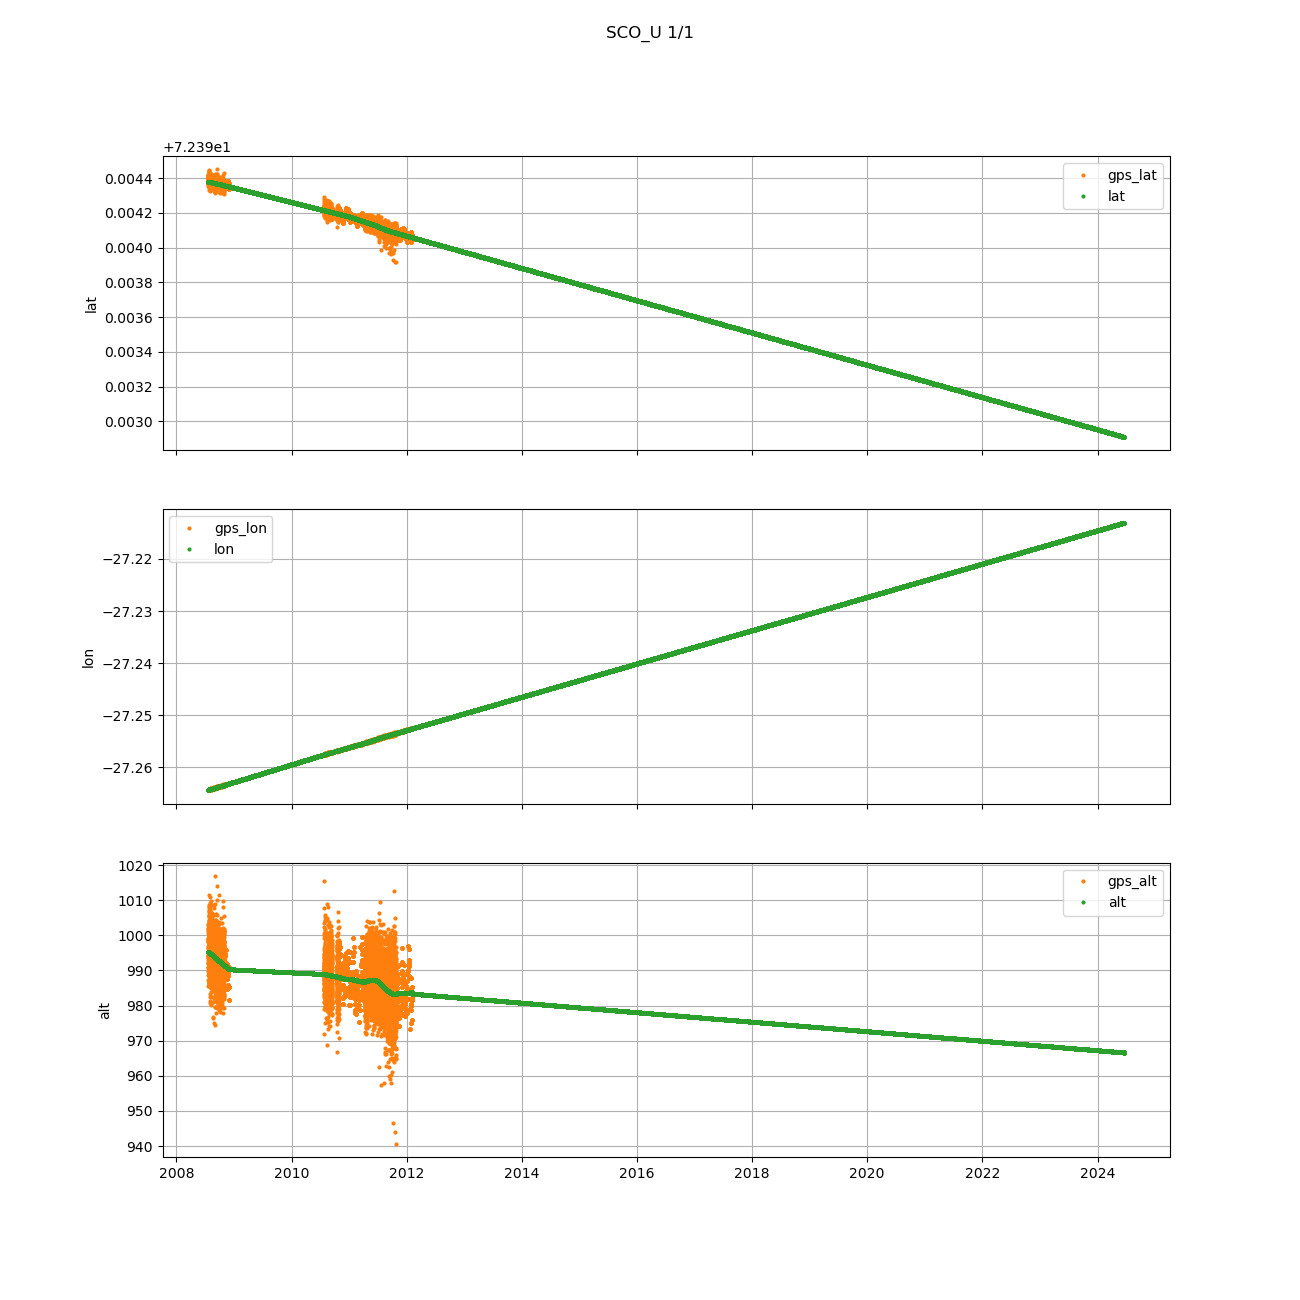 SCO_U 1/1
+7.239e1
0.0044
0.0042
0.0040
0.0038
0.0036
0.0034
0.0032
0.0030
lat
gps_lat
lat
−27.22
−27.23
−27.24
−27.25
−27.26
lon
gps_lon
lon
1020
1010
1000
990
980
970
960
950
940
alt
gps_alt
alt
2008 2010 2012 2014 2016 2018 2020 2022 2024